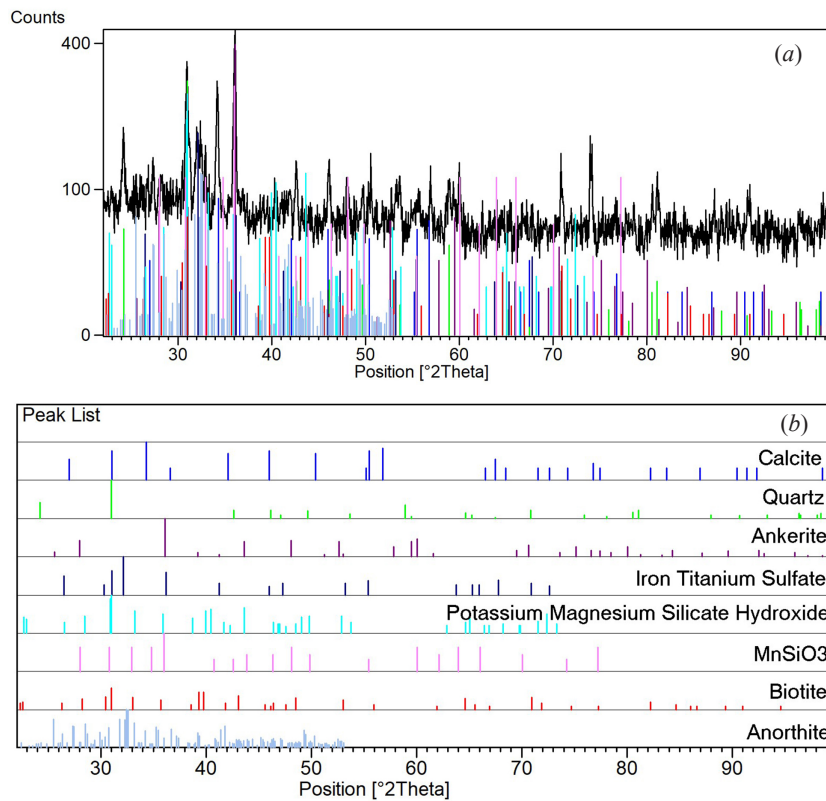 Counts
400
(a)
100
0
30 40 50 60 70 80 90
Position [°2Theta]
Peak List
(b)
Calcite
Quartz
Ankerite
Iron Titanium Sulfate
Potassium Magnesium Silicate Hydroxide
MnSiO3
Biotite
Anorthite
30 40 50 60 70 80 90
Position [°2Theta]